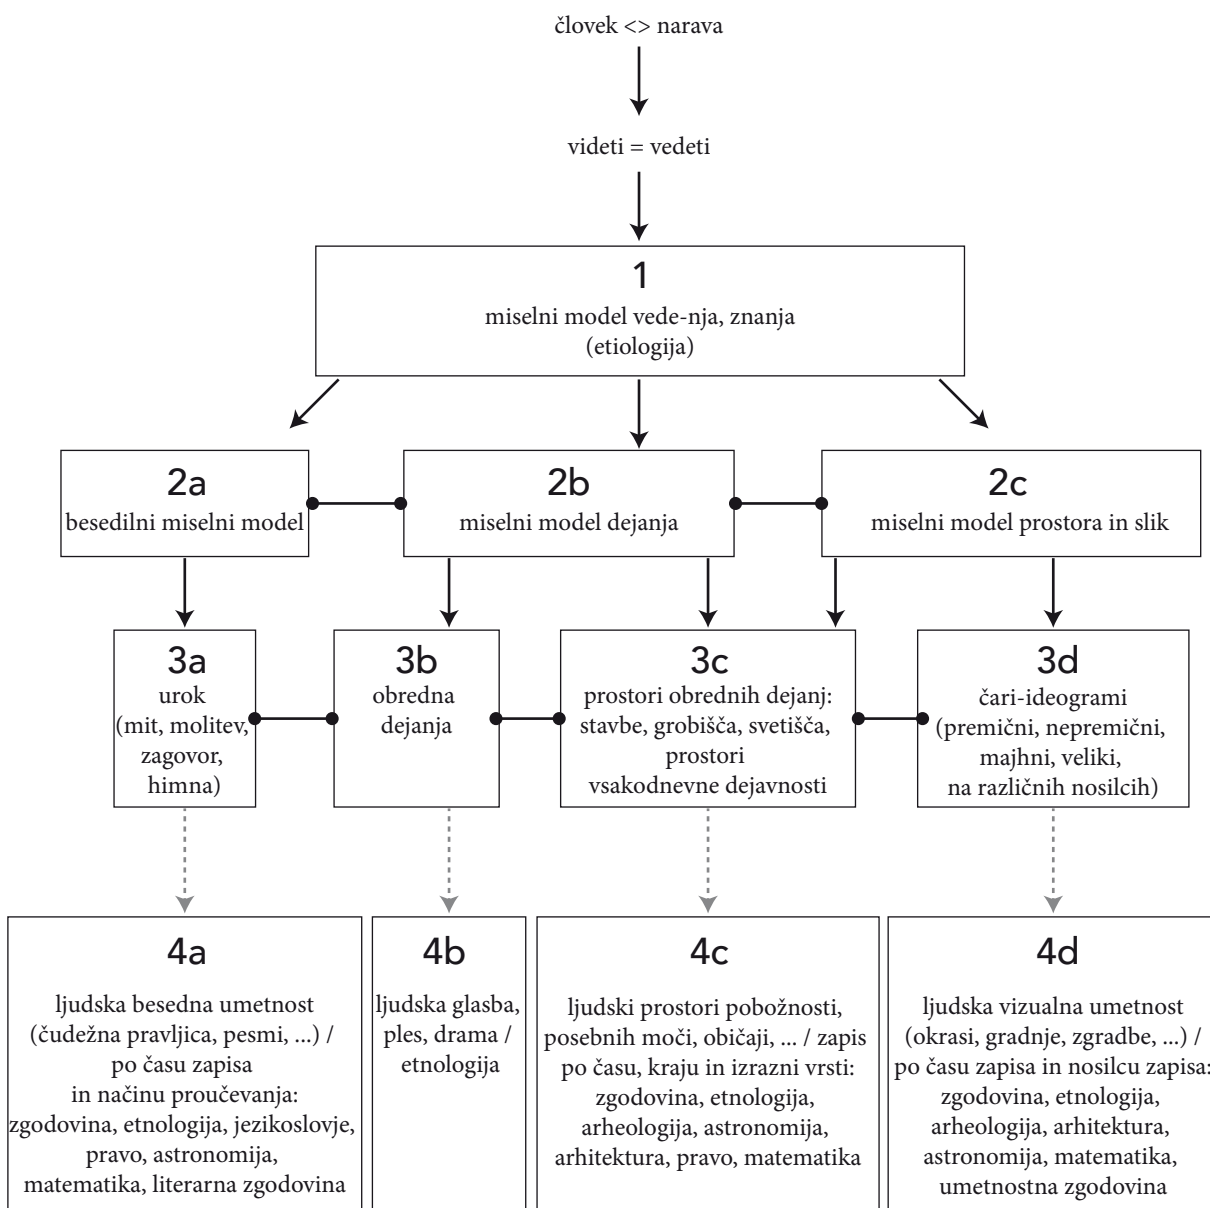 človek <> narava
videti = vedeti
1
miselni model vede-nja, znanja
(etiologija)
2a
besedilni miselni model
2b
miselni model dejanja
2c
miselni model prostora in slik
3a
urok
(mit, molitev,
zagovor,
himna)
3b
obredna
dejanja
3c
prostori obrednih dejanj:
stavbe, grobišča, svetišča,
prostori
vsakodnevne dejavnosti
3d
čari-ideogrami
(premični, nepremični,
majhni, veliki,
na različnih nosilcih)
4a
ljudska besedna umetnost
(čudežna pravljica, pesmi, ...) /
po času zapisa
in načinu proučevanja:
zgodovina, etnologija, jezikoslovje,
pravo, astronomija,
matematika, literarna zgodovina
4b
ljudska glasba,
ples, drama /
etnologija
4c
ljudski prostori pobožnosti,
posebnih moči, običaji, ... / zapis
po času, kraju in izrazni vrsti:
zgodovina, etnologija,
arheologija, astronomija,
arhitektura, pravo, matematika
4d
ljudska vizualna umetnost
(okrasi, gradnje, zgradbe, ...) /
po času zapisa in nosilcu zapisa:
zgodovina, etnologija,
arheologija, arhitektura,
astronomija, matematika,
umetnostna zgodovina